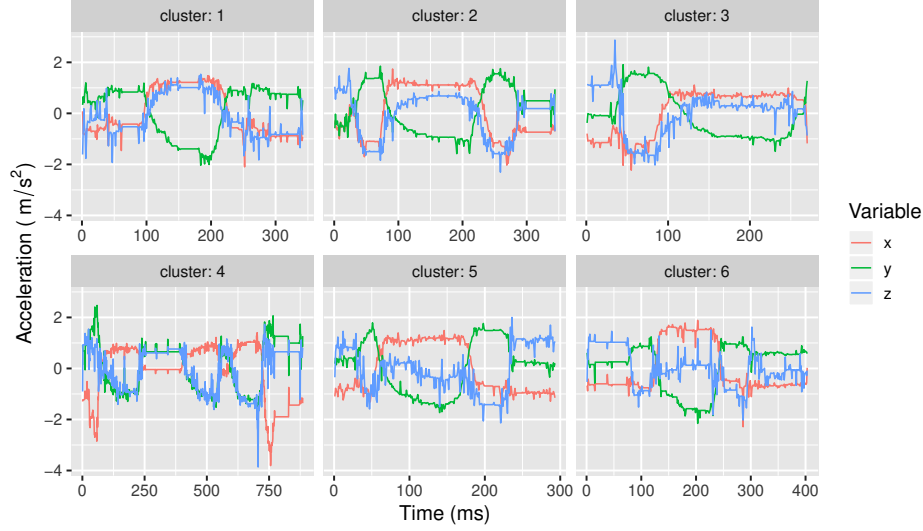 cluster: 1
cluster: 2
cluster: 3
2
0
−2
−4
0 100 200 300
0 100 200 300
0 100 200
cluster: 4
cluster: 5
cluster: 6
2
0
−2
−4
0 250 500 750
0 100 200 300
0 100 200 300 400
Time (ms)
Acceleration ( m/s²)
Variable
x
y
z